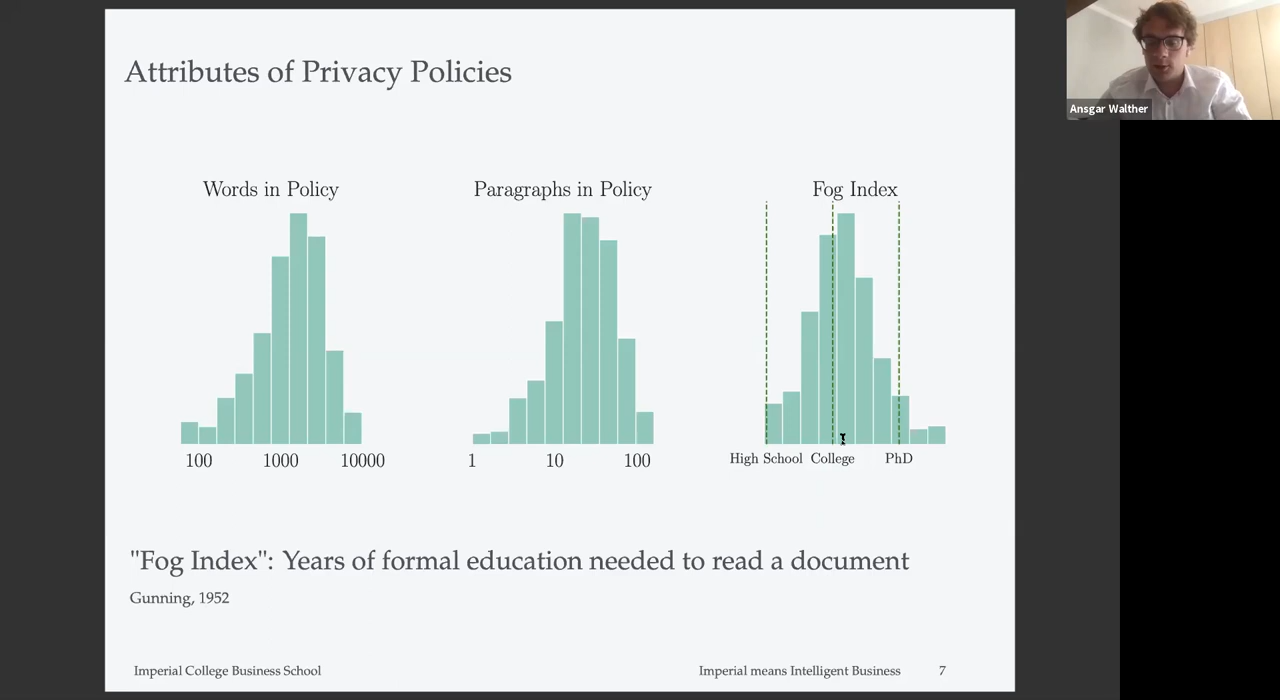 Attributes of Privacy Policies
Ansgar Walther
Words in Policy
100 1000 10000
Paragraphs in Policy
1 10 100
Fog Index
High School College PhD
"Fog Index": Years of formal education needed to read a document
Gunning, 1952
Imperial College Business School
Imperial means Intelligent Business
7